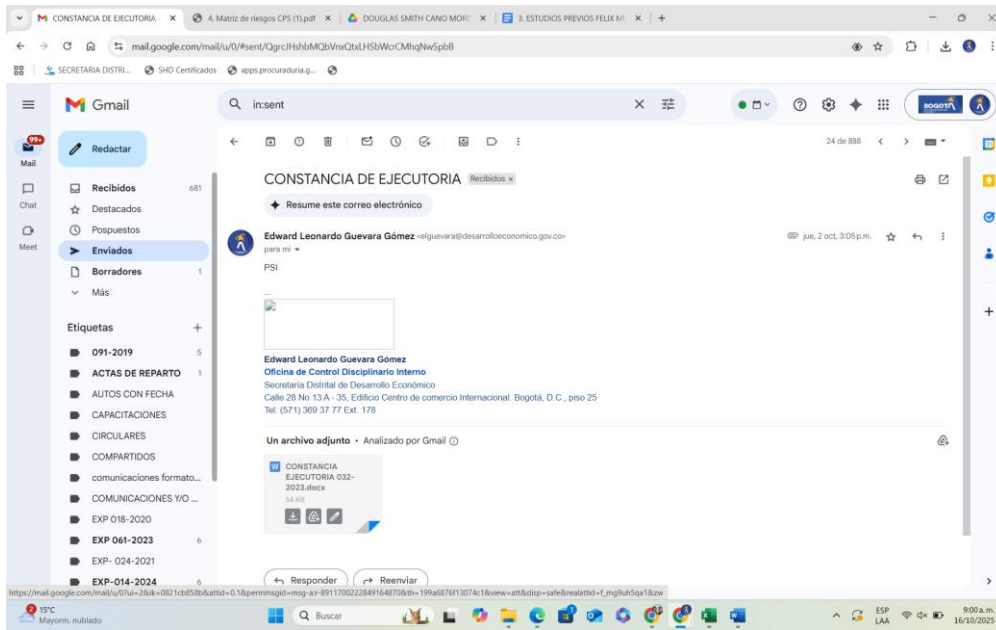 CONSTANCIA DE EJECUTORIA
4. Matriz de riesgos CPS (1).pdf
DOUGLAS SMITH CANO MOR
3. ESTUDIOS PREVIOS FELIX M
mail.google.com/mail/u/0/#sent/QgrcJHshbMQbVnxQtxLHSbWcrCMhqNwSpbB
SECRETARIA DISTRI...
SHD Certificados
apps.procuraduria.g...
Gmail
in:sent
BOGOTÁ
99+
Mail
Chat
Meet
Redactar
Recibidos 681
Destacados
Pospuestos
Enviados
Borradores 1
Más
Etiquetas
091-2019 5
ACTAS DE REPARTO 1
AUTOS CON FECHA
CAPACITACIONES
CIRCULARES
COMPARTIDOS
comunicaciones formato...
COMUNICACIONES Y/O ...
EXP 018-2020
EXP 061-2023 6
EXP- 024-2021
EXP-014-2024 6
24 de 888
CONSTANCIA DE EJECUTORIA Recibidos x
Resume este correo electrónico
Edward Leonardo Guevara Gómez <elguevara@desarrolloeconomico.gov.co> jue, 2 oct, 3:05 p.m.
para mí
PSI
--
Edward Leonardo Guevara Gómez
Oficina de Control Disciplinario Interno
Secretaría Distrital de Desarrollo Económico
Calle 28 No 13 A - 35, Edificio Centro de comercio Internacional. Bogotá, D.C., piso 25
Tel: (571) 369 37 77 Ext. 178
Un archivo adjunto • Analizado por Gmail
W CONSTANCIA
EJECUTORIA 032-
2023.docx
54 KB
Responder
Reenviar
15°C
Mayorm. nublado
Buscar
ESP
LAA
9:00 a.m.
16/10/2025